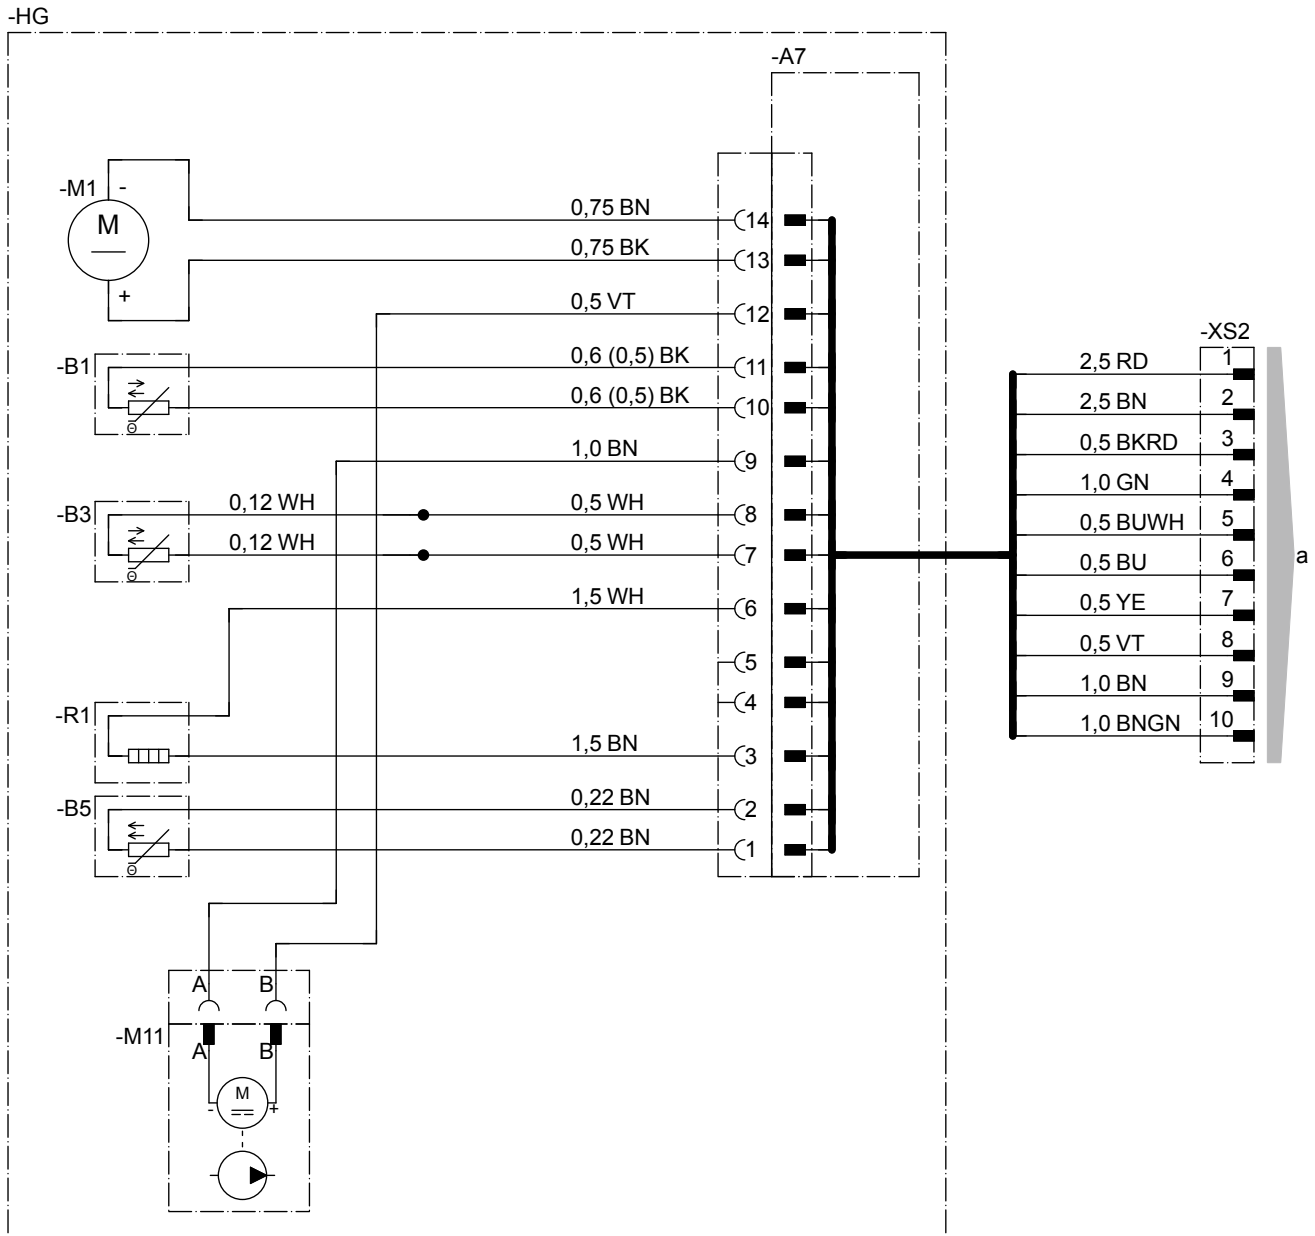 -HG
-A7
-M1 -
M
+
0,75 BN 14
0,75 BK 13
0,5 VT 12
-B1 0,6 (0,5) BK 11
0,6 (0,5) BK 10
Θ
1,0 BN 9
-B3 0,12 WH 0,5 WH 8
0,12 WH 0,5 WH 7
Θ
1,5 WH 6
5
4
-R1
1,5 BN 3
-B5 0,22 BN 2
0,22 BN 1
Θ
A B
-M11
A B
M
- +
-XS2
2,5 RD 1
2,5 BN 2
0,5 BKRD 3
1,0 GN 4
0,5 BUWH 5
0,5 BU 6
0,5 YE 7
0,5 VT 8
1,0 BN 9
1,0 BNGN 10
a